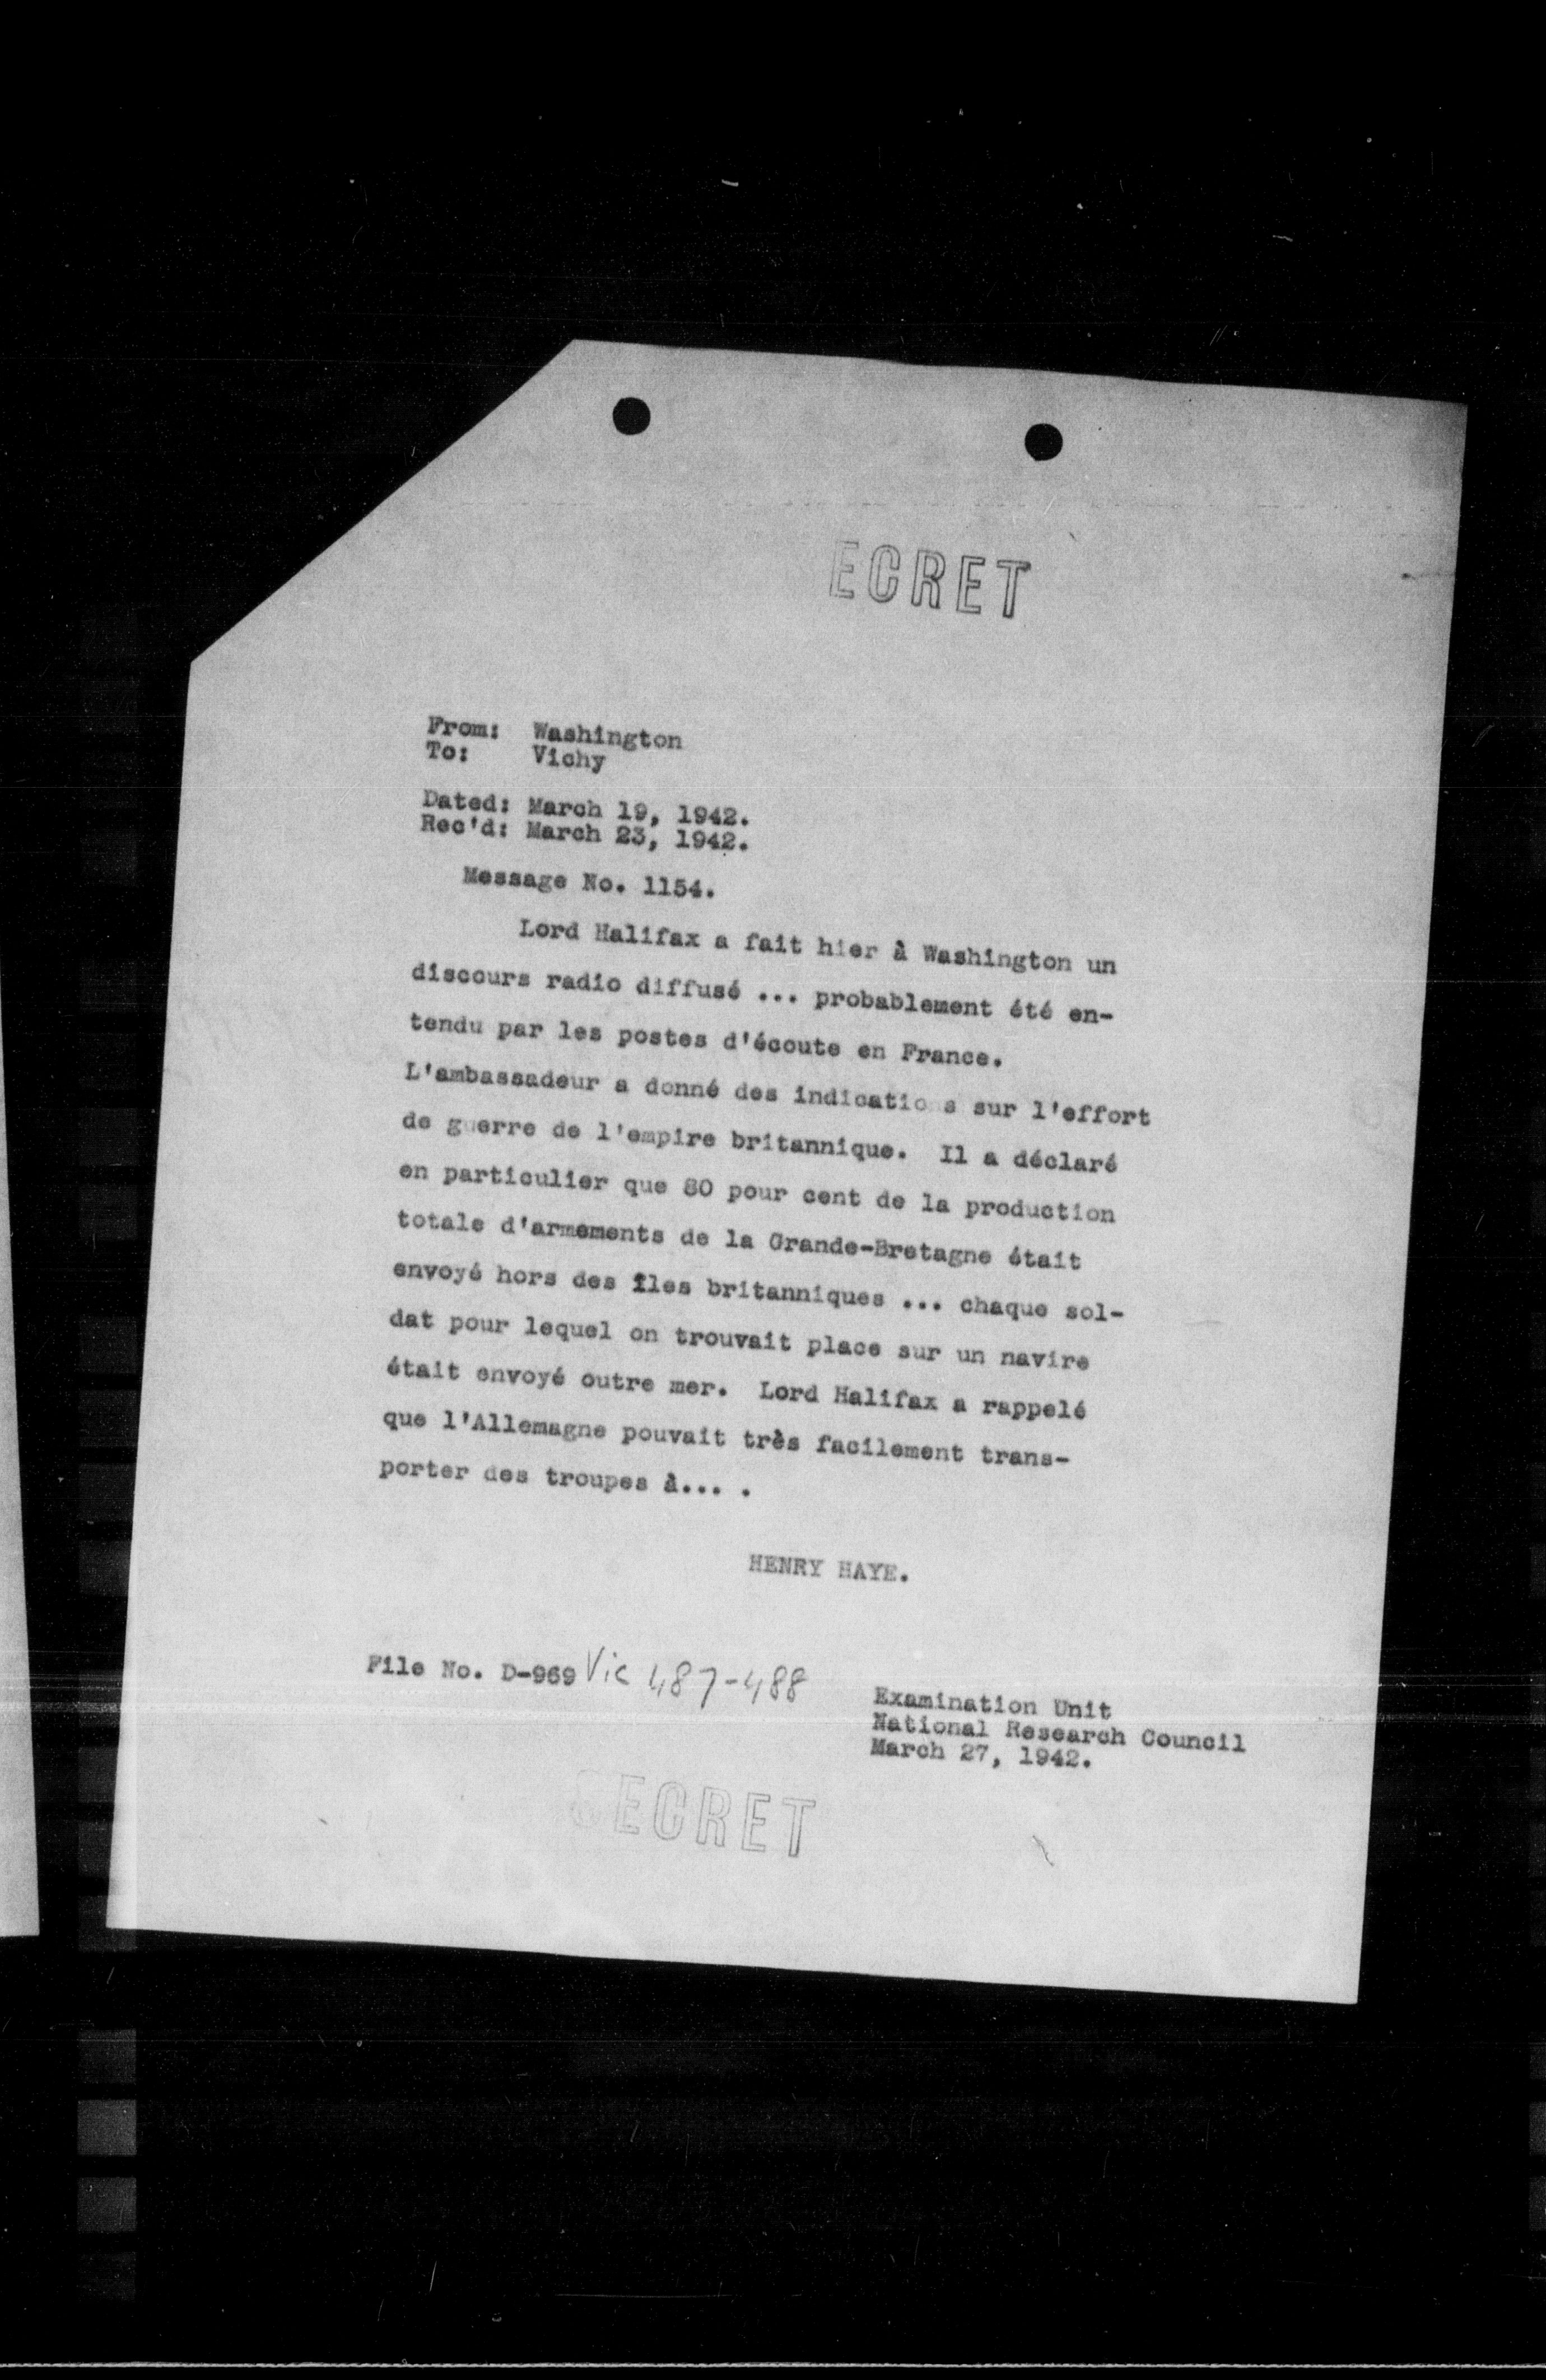 ECRET
From: Washington
To: Vichy
Dated: March 19, 1942.
Rec'd: March 23, 1942.
Message No. 1154.
Lord Halifax a fait hier à Washington un
discours radio diffusé ... probablement été en-
tendu par les postes d'écoute en France.
L'ambassadeur a donné des indications sur l'effort
de guerre de l'empire britannique. Il a déclaré
en particulier que 80 pour cent de la production
totale d'armements de la Grande-Bretagne était
envoyé hors des îles britanniques ... chaque sol-
dat pour lequel on trouvait place sur un navire
était envoyé outre mer. Lord Halifax a rappelé
que l'Allemagne pouvait très facilement trans-
porter des troupes à... .
HENRY HAYE.
File No. D-969 Vic 487-488
Examination Unit
National Research Council
March 27, 1942.
SECRET